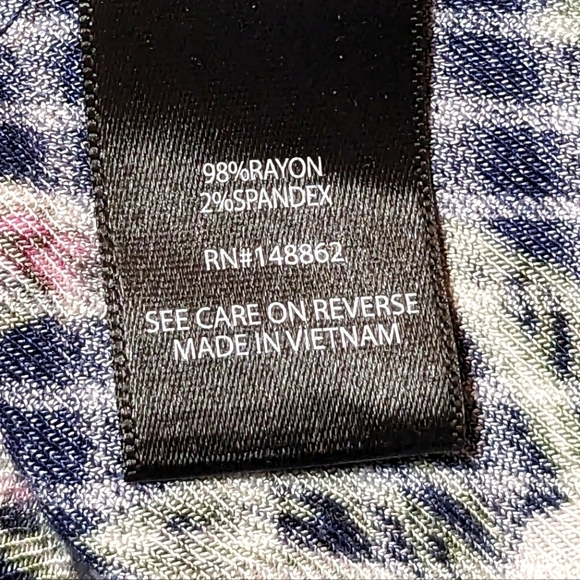 98%RAYON
2%SPANDEX
RN#148862
SEE CARE ON REVERSE
MADE IN VIETNAM